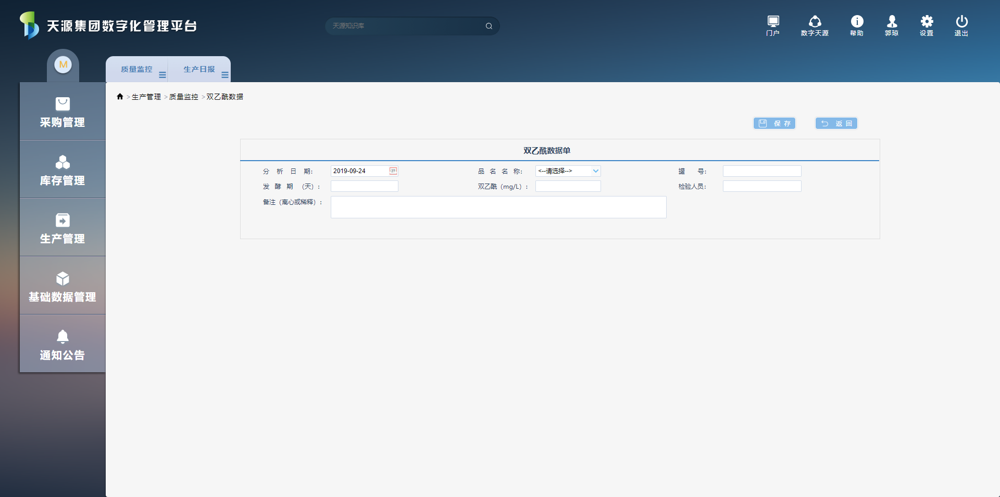 天源集团数字化管理平台
天源知识库
门户
数字天源
帮助
郭琼
设置
退出
M
质量监控
生产日报
>生产管理 >质量监控 >双乙酰数据
采购管理
库存管理
生产管理
基础数据管理
通知公告
保存
返回
双乙酰数据单
分析日期: 2019-09-24 27 品名名称: <--请选择--> 罐号:
发酵期（天）: 双乙酰（mg/L）: 检验人员:
备注（离心或稀释）: